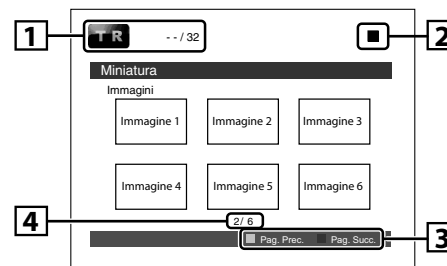 1
TR --/32
2
Miniatura
Immagini
Immagine 1 Immagine 2 Immagine 3
Immagine 4 Immagine 5 Immagine 6
4
2/ 6
Pag. Prec. Pag. Succ.
3